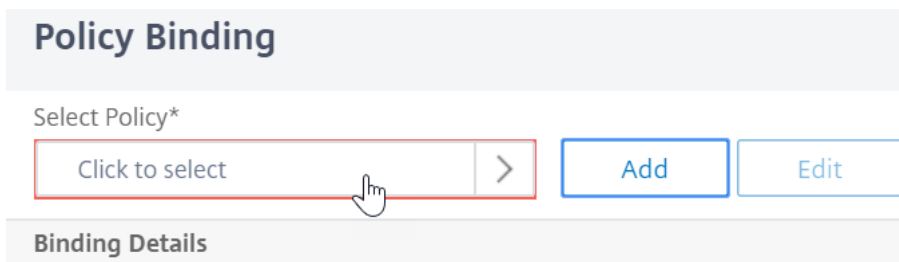 Policy Binding
Select Policy*
Click to select Add Edit
Binding Details